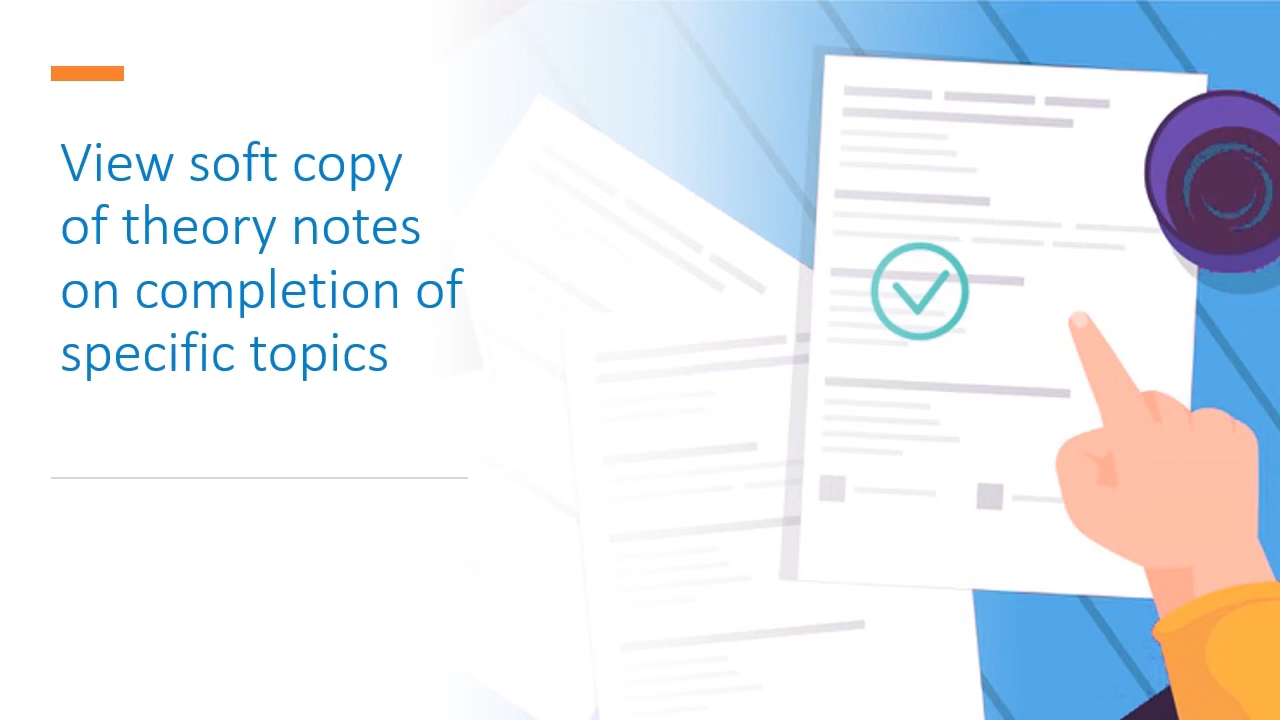 View soft copy
of theory notes
on completion of
specific topics